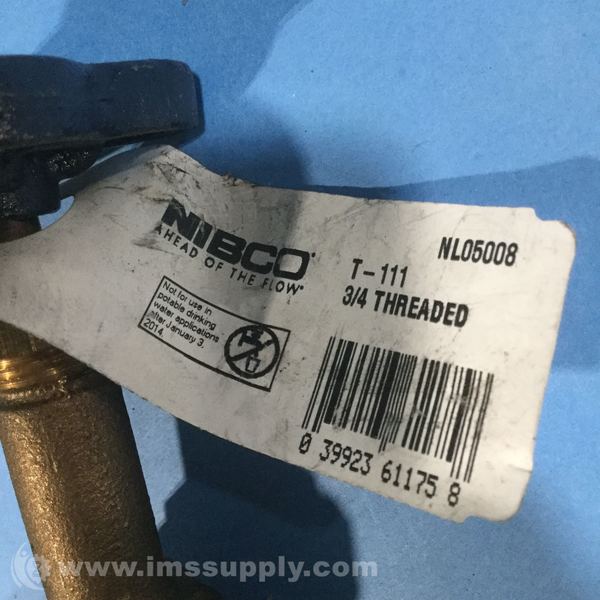 NIBCO
AHEAD OF THE FLOW®
Not for use in
potable drinking
water applications
after January 3,
2014.
T-111
NL05008
3/4 THREADED
0 39923 61175 8
www.imssupply.com